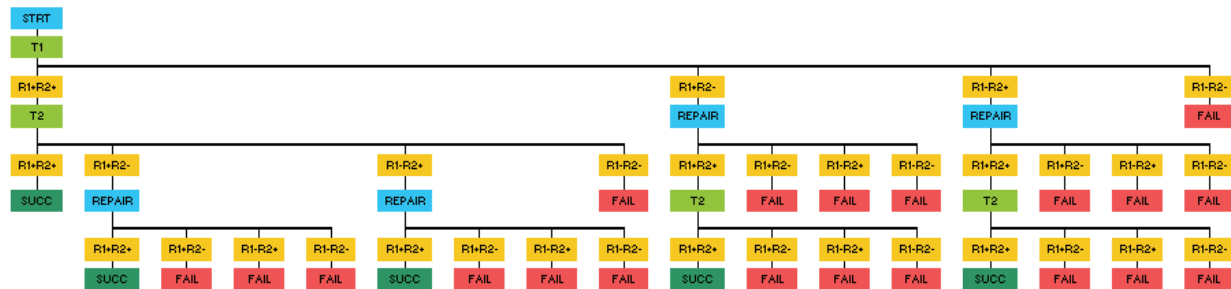 STRT
T1
R1+R2+ R1+R2- R1-R2+ R1-R2-
T2 REPAIR REPAIR FAIL
R1+R2+ R1+R2- R1-R2+ R1-R2- R1+R2+ R1+R2- R1+R2+ R1-R2- R1+R2+ R1+R2- R1+R2+ R1-R2-
SUCC REPAIR REPAIR FAIL T2 FAIL FAIL FAIL T2 FAIL FAIL FAIL
R1+R2+ R1+R2- R1-R2+ R1-R2- R1+R2+ R1+R2- R1+R2+ R1-R2- R1+R2+ R1+R2- R1+R2+ R1-R2- R1+R2+ R1+R2- R1-R2+ R1-R2-
SUCC FAIL FAIL FAIL SUCC FAIL FAIL FAIL SUCC FAIL FAIL FAIL SUCC FAIL FAIL FAIL